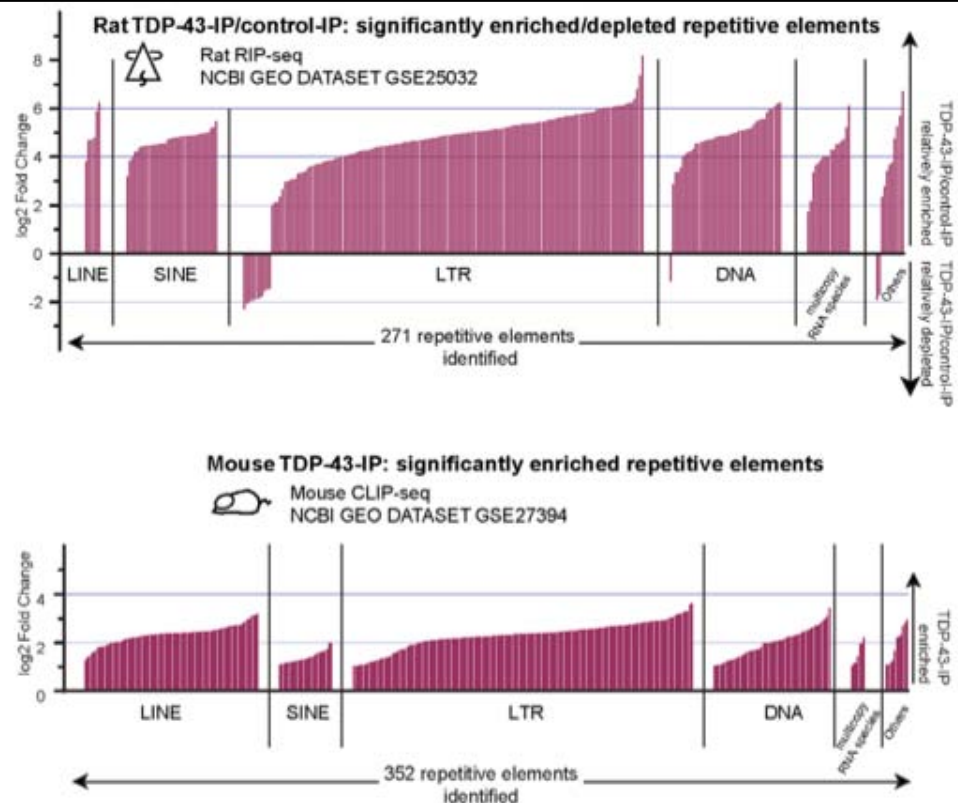 Rat TDP-43-IP/control-IP: significantly enriched/depleted repetitive elements
Rat RIP-seq
NCBI GEO DATASET GSE25032
log2 Fold Change
8
6
4
2
0
-2
LINE
SINE
LTR
DNA
multicopy
RNA species
Others
TDP-43-IP/control-IP
relatively enriched
TDP-43-IP/control-IP
relatively depleted
271 repetitive elements
identified
Mouse TDP-43-IP: significantly enriched repetitive elements
Mouse CLIP-seq
NCBI GEO DATASET GSE27394
log2 Fold Change
4
2
0
LINE
SINE
LTR
DNA
multicopy
RNA species
Others
TDP-43-IP
enriched
352 repetitive elements
identified